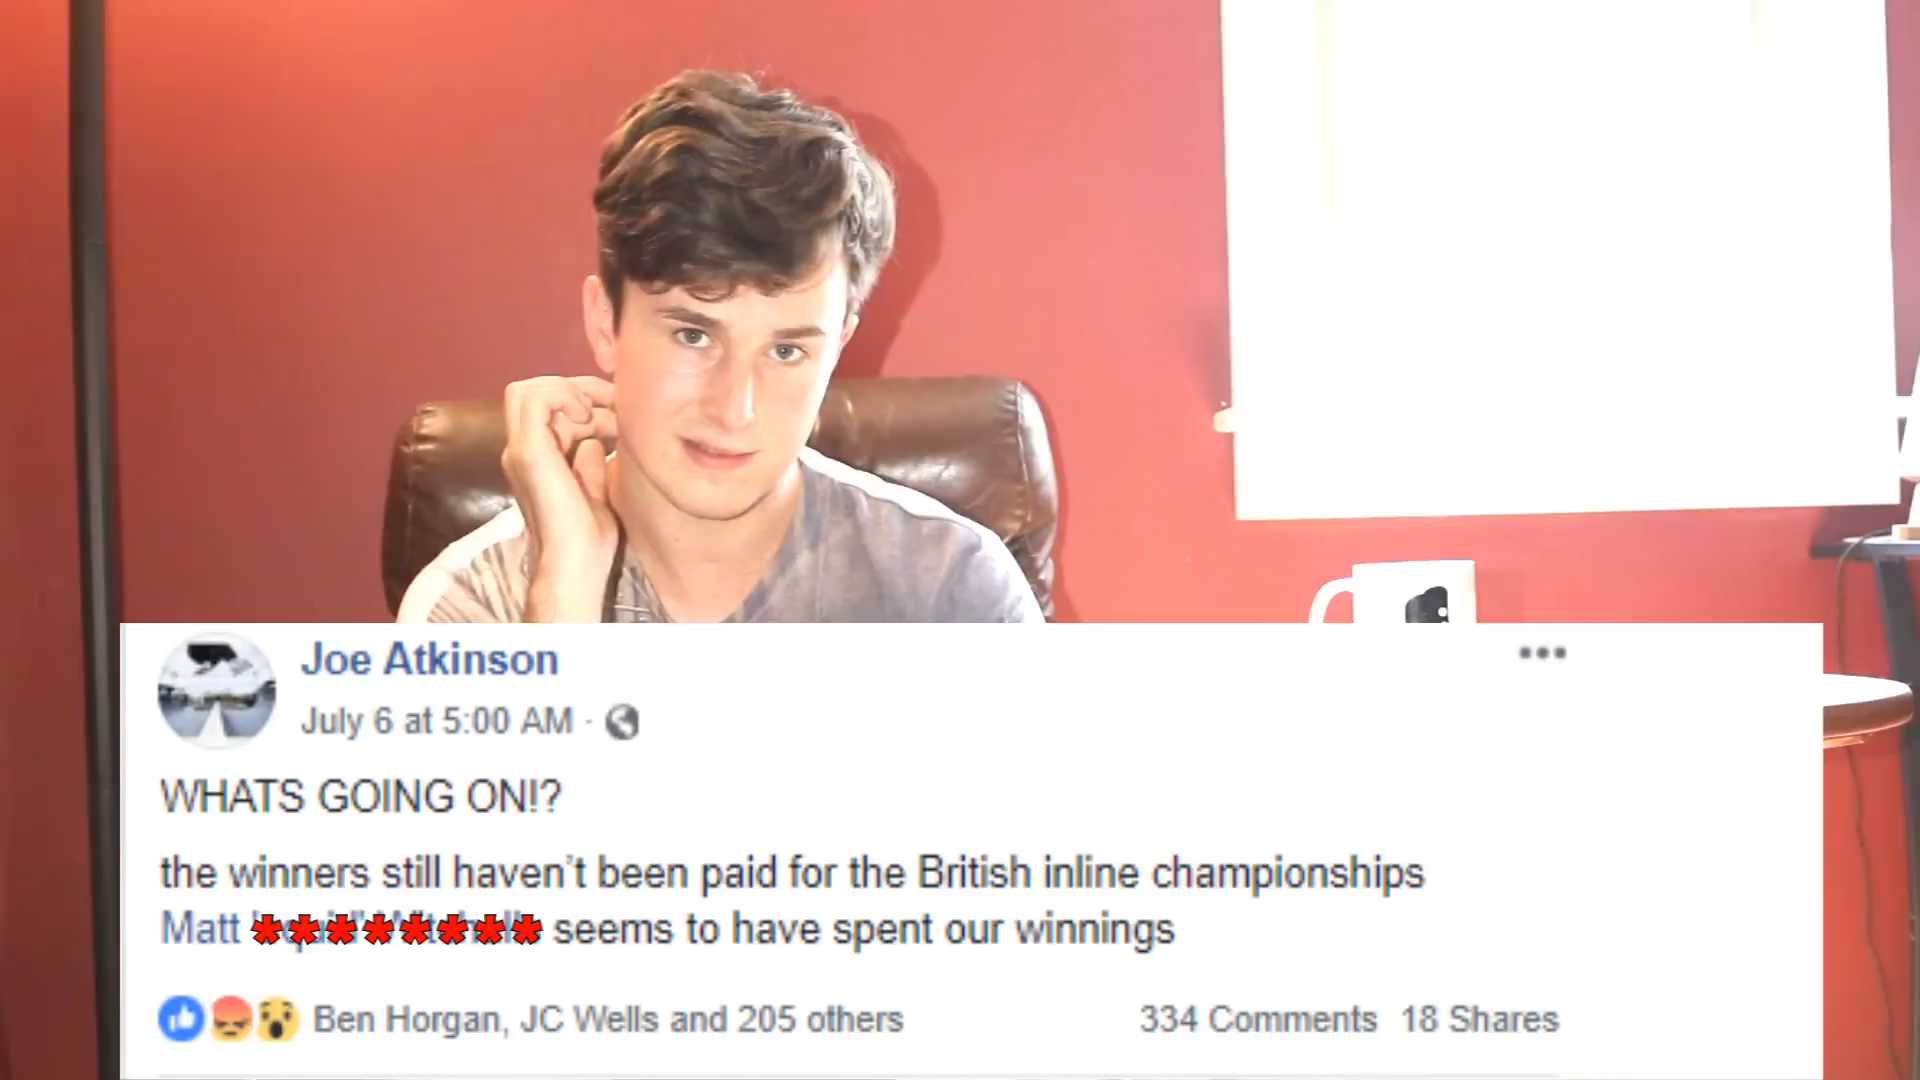 Joe Atkinson
July 6 at 5:00 AM ·
WHATS GOING ON!?
the winners still haven't been paid for the British inline championships
Matt ******** seems to have spent our winnings
Ben Horgan, JC Wells and 205 others 334 Comments 18 Shares